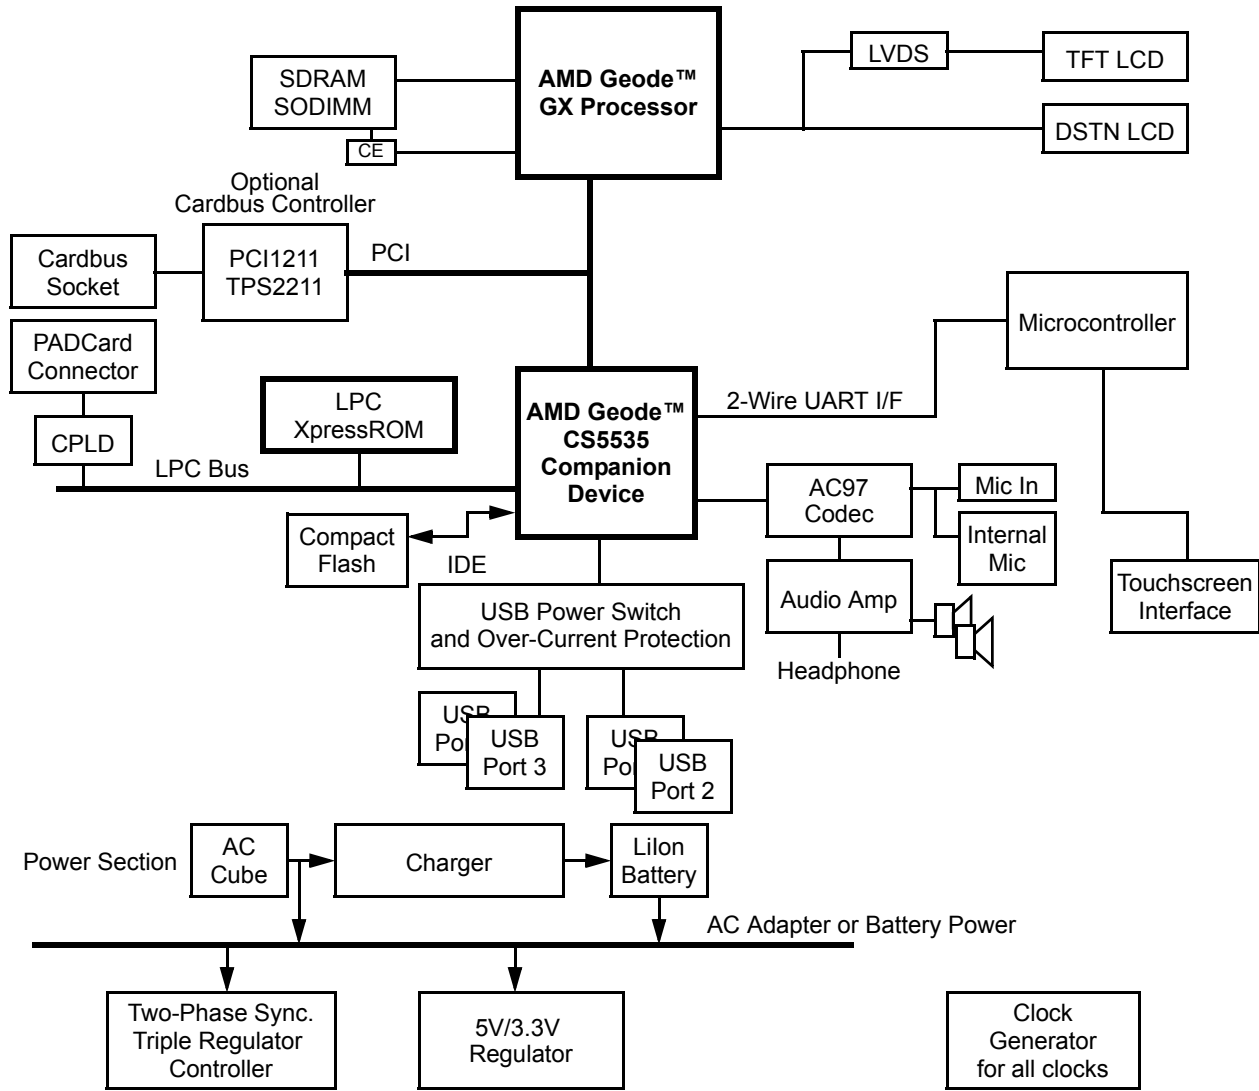 AMD Geode™
GX Processor
SDRAM
SODIMM
CE
LVDS
TFT LCD
DSTN LCD
Optional
Cardbus Controller
Cardbus
Socket
PCI1211
TPS2211
PCI
PADCard
Connector
CPLD
LPC Bus
LPC
XpressROM
AMD Geode™
CS5535
Companion
Device
2-Wire UART I/F
Microcontroller
Touchscreen
Interface
AC97
Codec
Mic In
Internal
Mic
Audio Amp
Headphone
Compact
Flash
IDE
USB Power Switch
and Over-Current Protection
USB
Por
USB
Port 3
USB
Por
USB
Port 2
Power Section
AC
Cube
Charger
LiIon
Battery
AC Adapter or Battery Power
Two-Phase Sync.
Triple Regulator
Controller
5V/3.3V
Regulator
Clock
Generator
for all clocks